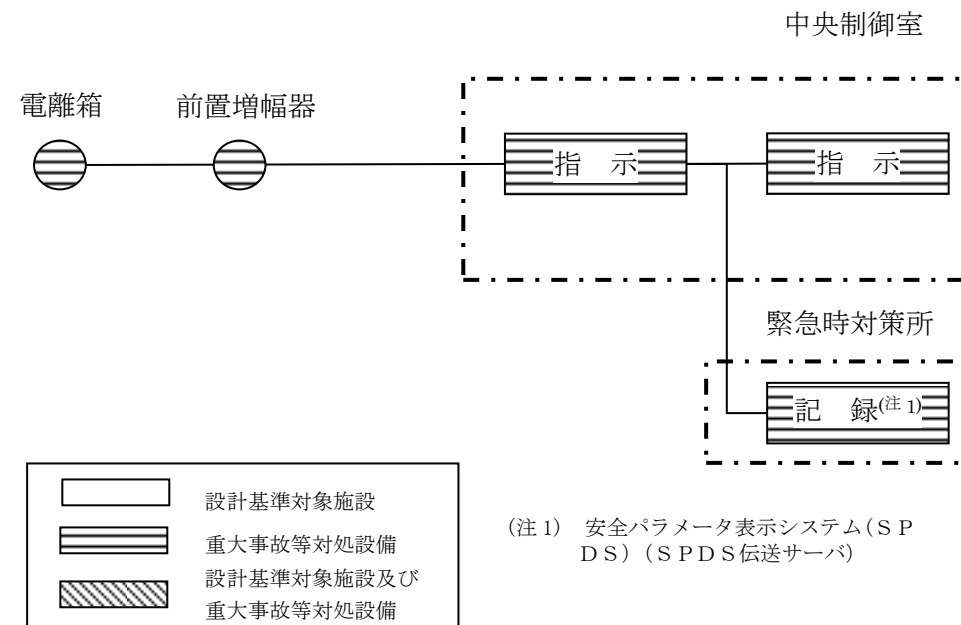 中央制御室
電離箱
前置増幅器
指　示
指　示
緊急時対策所
記　録(注 1)
設計基準対象施設
重大事故等対処設備
設計基準対象施設及び
重大事故等対処設備
(注 1)　安全パラメータ表示システム(ＳＰ
ＤＳ)（ＳＰＤＳ伝送サーバ）